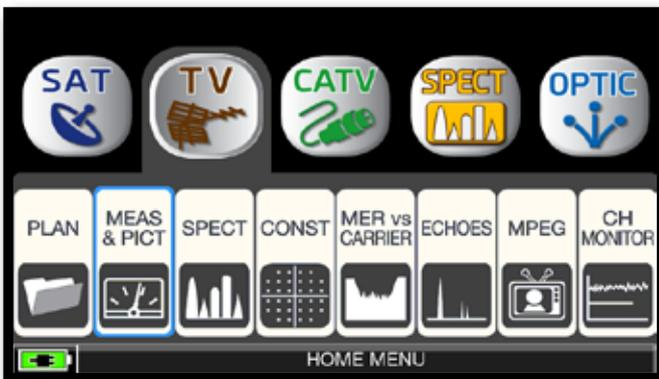 SAT TV CATV SPECT OPTIC
PLAN MEAS & PICT SPECT CONST MER vs CARRIER ECHOES MPEG CH MONITOR
HOME MENU